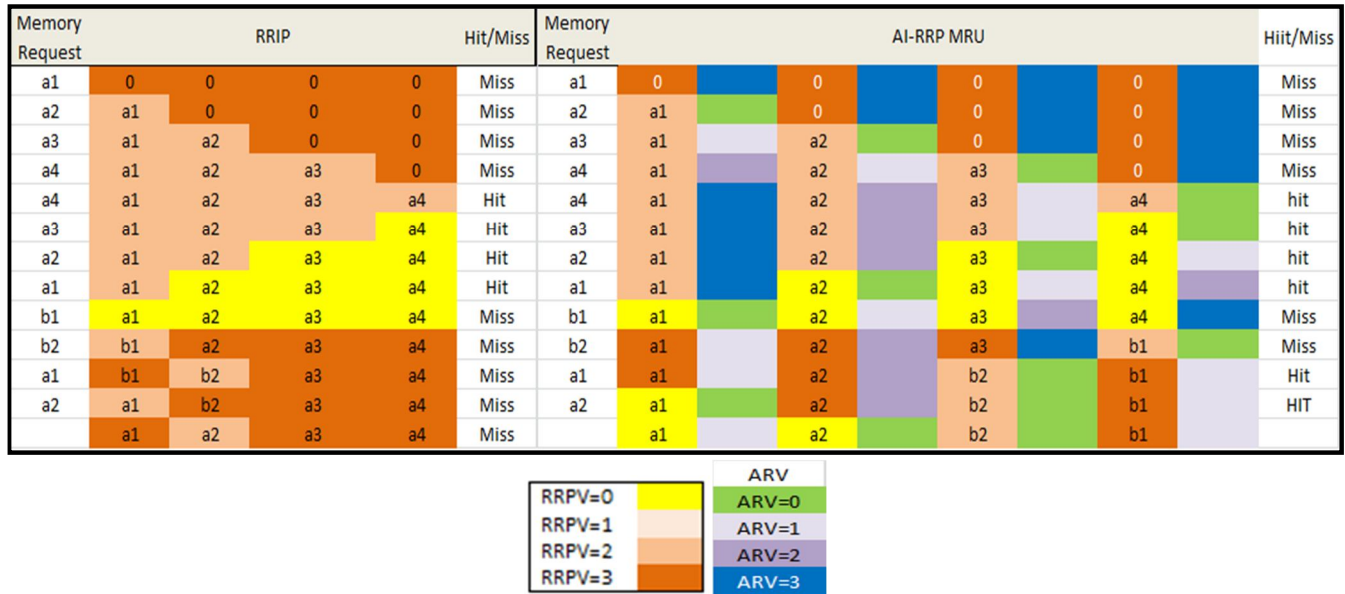 Memory Request RRIP Hit/Miss Memory Request AI-RRP MRU Hiit/Miss
a1 0 0 0 0 Miss a1 0 0 0 0 Miss
a2 a1 0 0 0 Miss a2 a1 0 0 0 Miss
a3 a1 a2 0 0 Miss a3 a1 a2 0 0 Miss
a4 a1 a2 a3 0 Miss a4 a1 a2 a3 0 Miss
a4 a1 a2 a3 a4 Hit a4 a1 a2 a3 a4 hit
a3 a1 a2 a3 a4 Hit a3 a1 a2 a3 a4 hit
a2 a1 a2 a3 a4 Hit a2 a1 a2 a3 a4 hit
a1 a1 a2 a3 a4 Hit a1 a1 a2 a3 a4 hit
b1 a1 a2 a3 a4 Miss b1 a1 a2 a3 a4 Miss
b2 b1 a2 a3 a4 Miss b2 a1 a2 a3 b1 Miss
a1 b1 b2 a3 a4 Miss a1 a1 a2 b2 b1 Hit
a2 a1 b2 a3 a4 Miss a2 a1 a2 b2 b1 HIT
a1 a2 a3 a4 Miss a1 a2 b2 b1
ARV
RRPV=0 ARV=0
RRPV=1 ARV=1
RRPV=2 ARV=2
RRPV=3 ARV=3